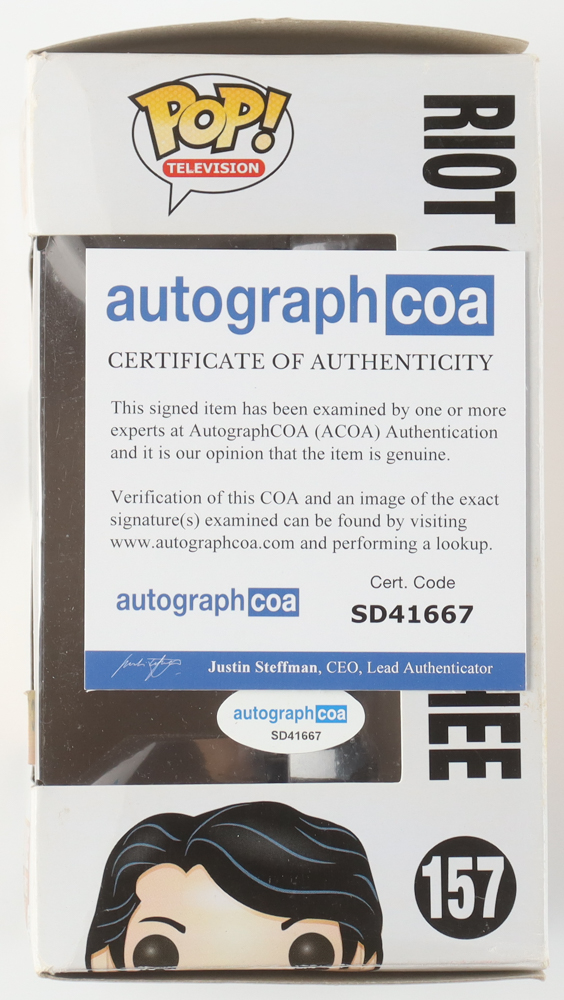 POP!
TELEVISION
RIOT
autographcoa
CERTIFICATE OF AUTHENTICITY
This signed item has been examined by one or more
experts at AutographCOA (ACOA) Authentication
and it is our opinion that the item is genuine.
Verification of this COA and an image of the exact
signature(s) examined can be found by visiting
www.autographcoa.com and performing a lookup.
autographcoa
Cert. Code
SD41667
Justin Steffman, CEO, Lead Authenticator
autographcoa
SD41667
157